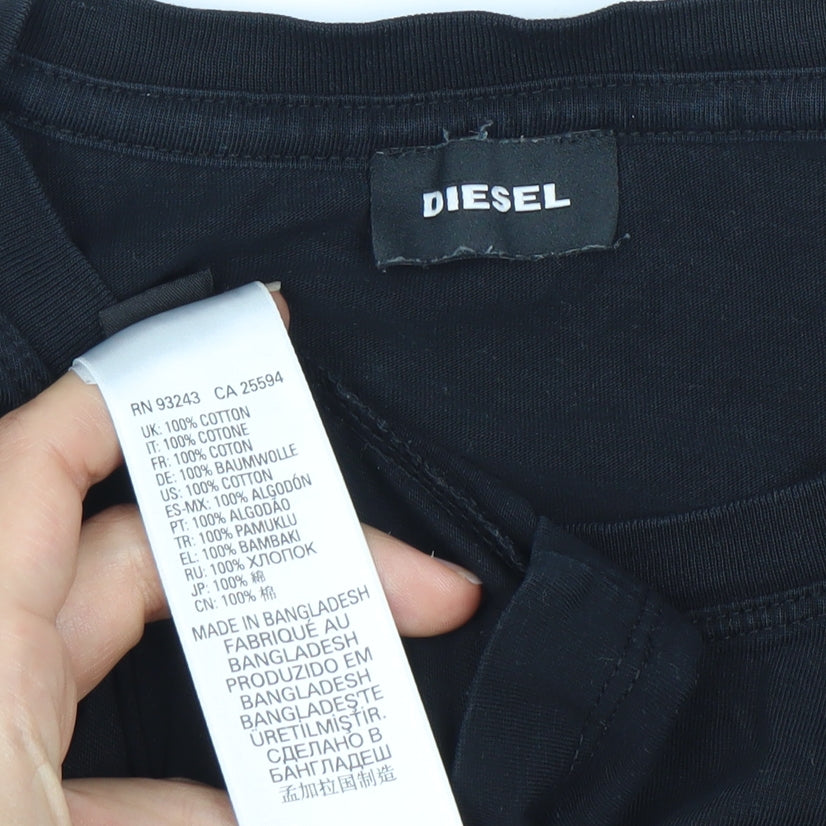 DIESEL
RN 93243 CA 25594
UK: 100% COTTON
IT: 100% COTONE
FR: 100% COTON
DE: 100% BAUMWOLLE
US: 100% COTTON
ES-MX: 100% ALGODÓN
PT: 100% ALGODÃO
TR: 100% PAMUKLU
EL: 100% BAMBAKI
RU: 100% ХЛОПОК
JP: 100% 綿
CN: 100% 棉
MADE IN BANGLADESH
FABRIQUÉ AU
BANGLADESH
PRODUZIDO EM
BANGLADESH
BANGLADEŞ'TE
ÜRETILMIŞTIR.
СДЕЛАНО В
БАНГЛАДЕШ
孟加拉国制造